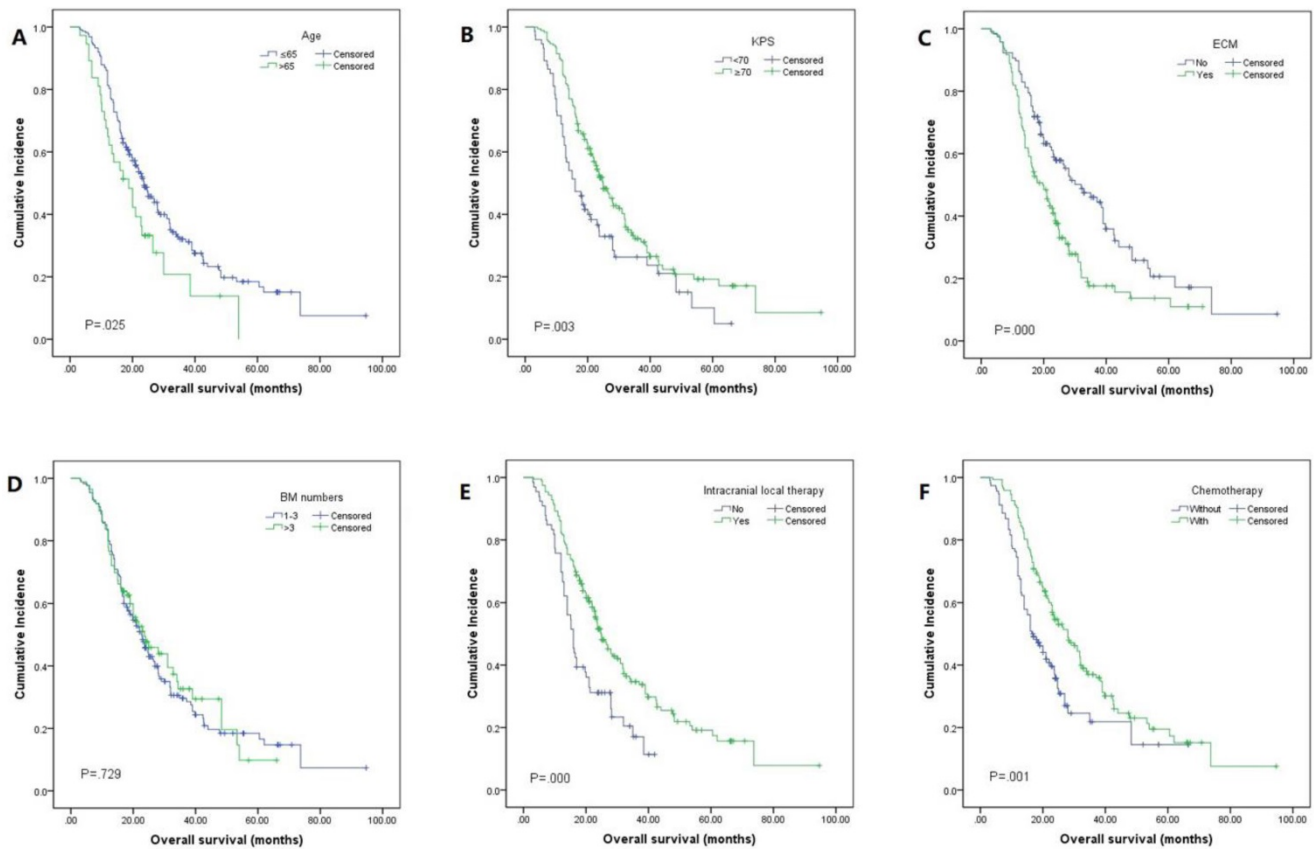 A
Age
≤65 Censored
>65 Censored
Cumulative Incidence
1.0
0.8
0.6
0.4
0.2
0.0
P=.025
.00 20.00 40.00 60.00 80.00 100.00
Overall survival (months)
B
KPS
<70 Censored
≥70 Censored
Cumulative Incidence
1.0
0.8
0.6
0.4
0.2
0.0
P=.003
.00 20.00 40.00 60.00 80.00 100.00
Overall survival (months)
C
ECM
No Censored
Yes Censored
Cumulative Incidence
1.0
0.8
0.6
0.4
0.2
0.0
P=.000
.00 20.00 40.00 60.00 80.00 100.00
Overall survival (months)
D
BM numbers
1-3 Censored
>3 Censored
Cumulative Incidence
1.0
0.8
0.6
0.4
0.2
0.0
P=.729
.00 20.00 40.00 60.00 80.00 100.00
Overall survival (months)
E
Intracranial local therapy
No Censored
Yes Censored
Cumulative Incidence
1.0
0.8
0.6
0.4
0.2
0.0
P=.000
.00 20.00 40.00 60.00 80.00 100.00
Overall survival (months)
F
Chemotherapy
Without Censored
With Censored
Cumulative Incidence
1.0
0.8
0.6
0.4
0.2
0.0
P=.001
.00 20.00 40.00 60.00 80.00 100.00
Overall survival (months)